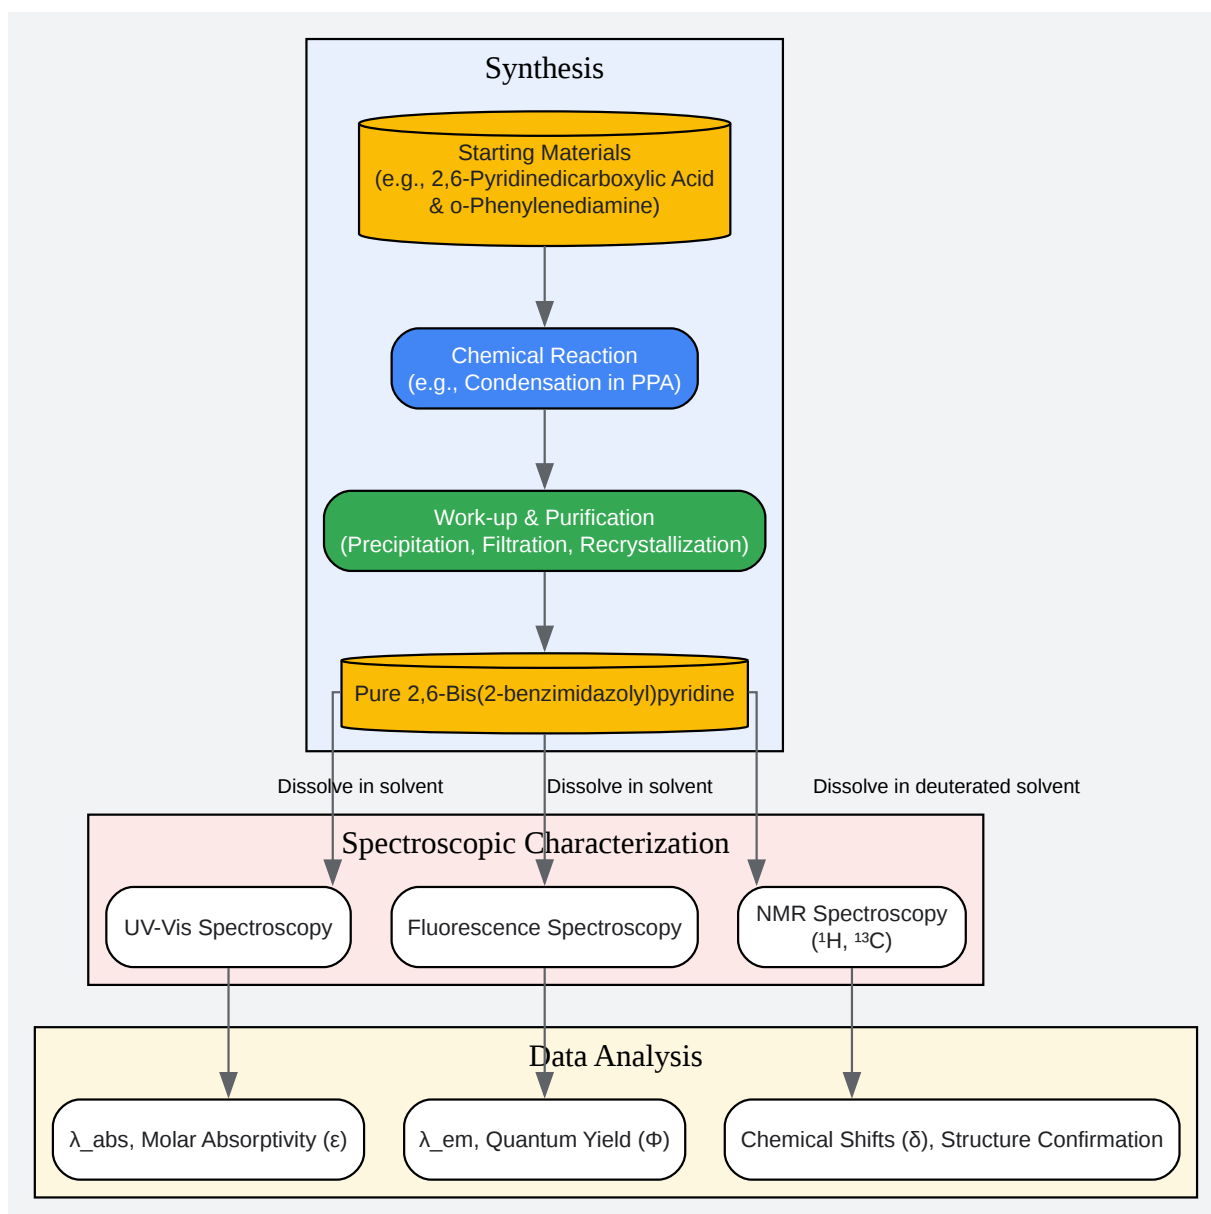 Synthesis
Starting Materials
(e.g., 2,6-Pyridinedicarboxylic Acid
& o-Phenylenediamine)
Chemical Reaction
(e.g., Condensation in PPA)
Work-up & Purification
(Precipitation, Filtration, Recrystallization)
Pure 2,6-Bis(2-benzimidazolyl)pyridine
Dissolve in solvent
Dissolve in solvent
Dissolve in deuterated solvent
Spectroscopic Characterization
UV-Vis Spectroscopy
Fluorescence Spectroscopy
NMR Spectroscopy
(¹H, ¹³C)
Data Analysis
λ_abs, Molar Absorptivity (ε)
λ_em, Quantum Yield (Φ)
Chemical Shifts (δ), Structure Confirmation